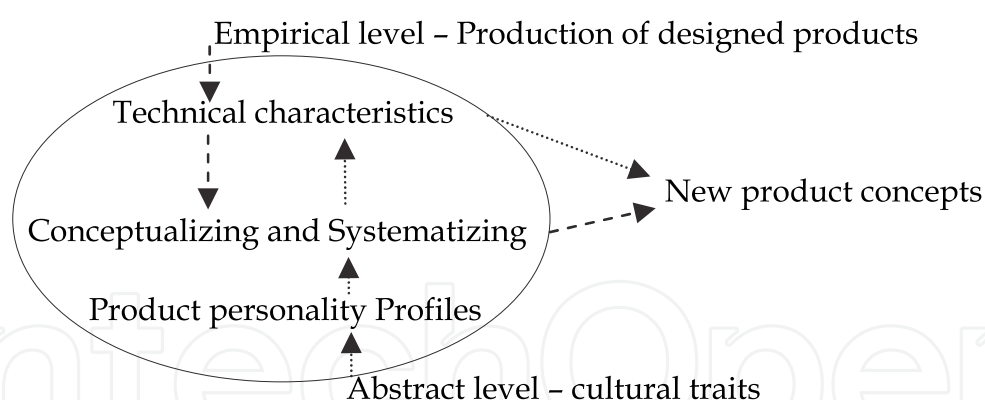 Empirical level – Production of designed products
Technical characteristics
New product concepts
Conceptualizing and Systematizing
Product personality Profiles
Abstract level – cultural traits
ntechOpen